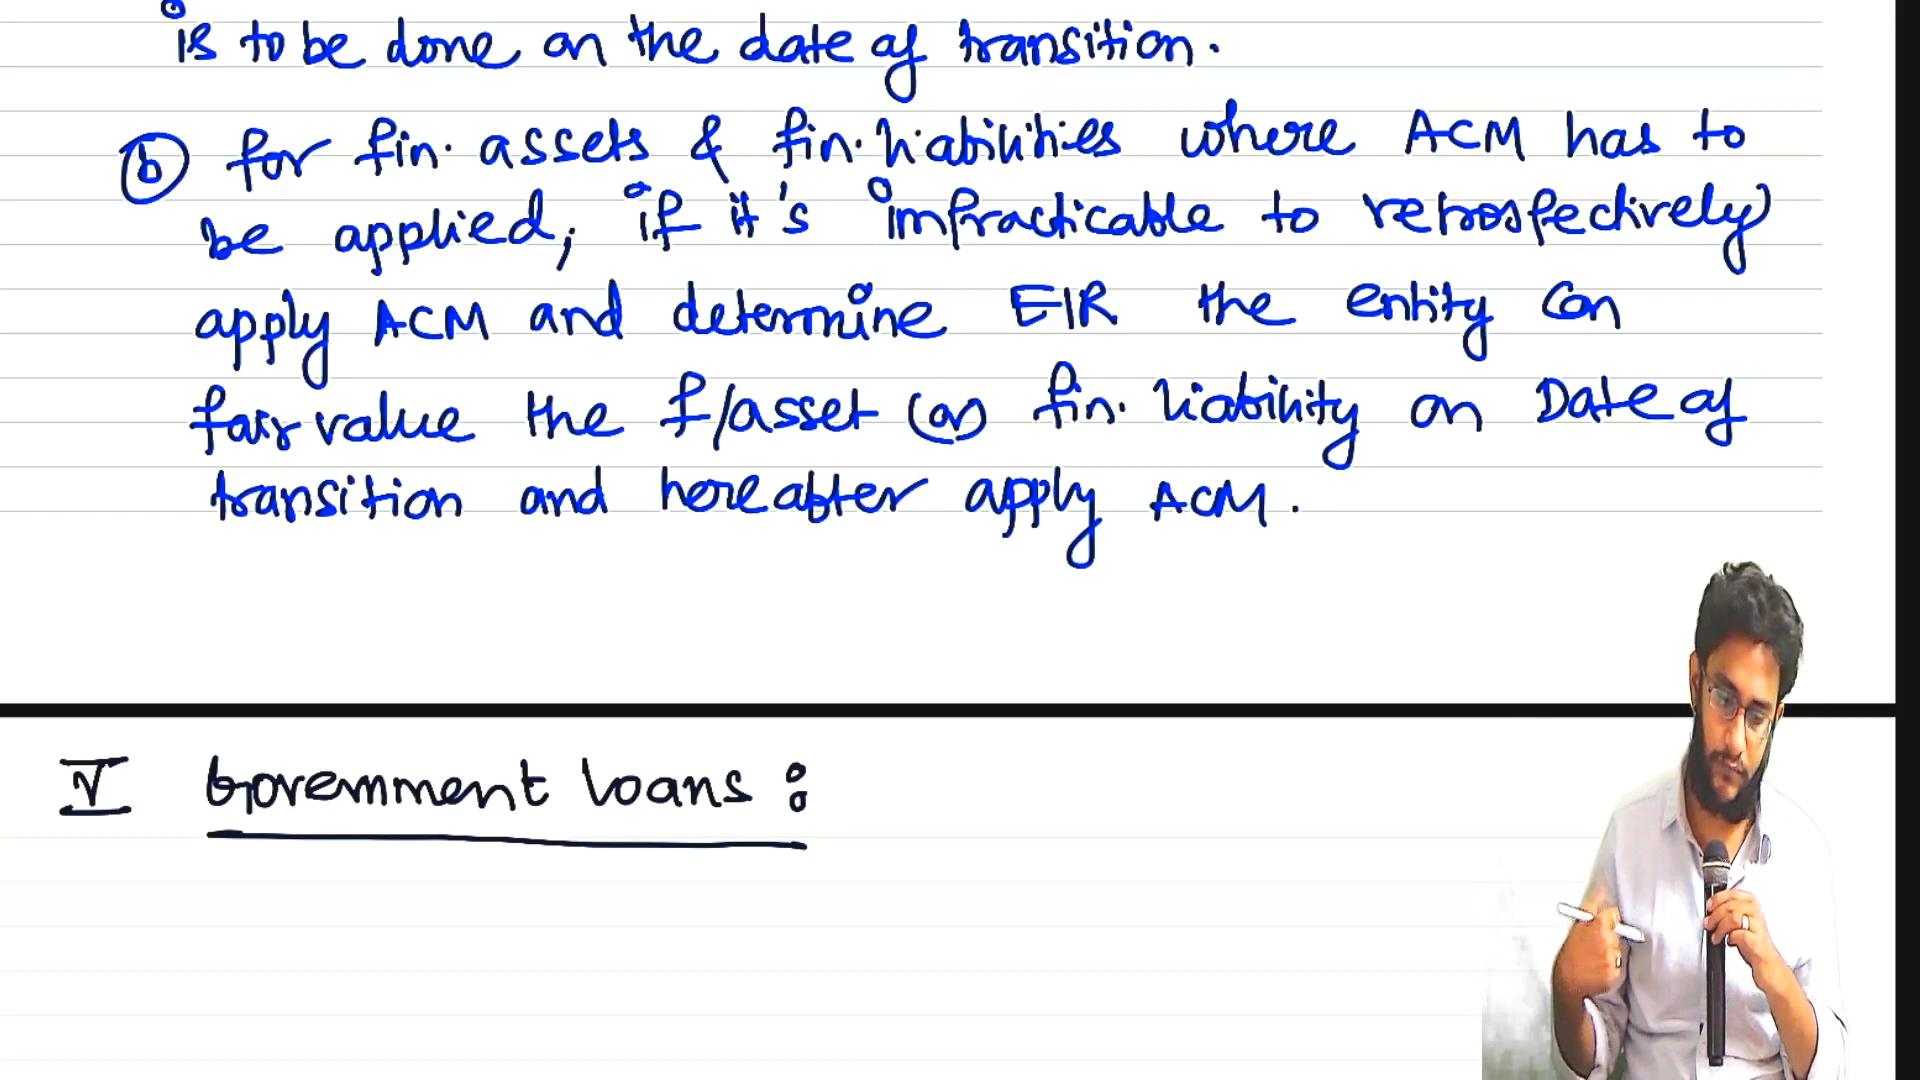 is to be done on the date of transition.
(b) for fin. assets & fin. liabilities where ACM has to
be applied, if it's impracticable to retrospectively
apply ACM and determine EIR the entity can
fair value the f/asset (or) fin. liability on Date of
transition and hereafter apply ACM.
V Government loans :